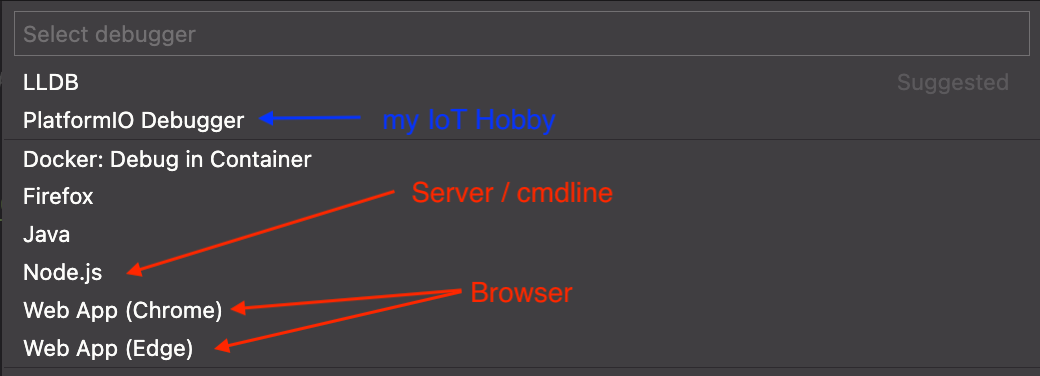 Select debugger
LLDB Suggested
PlatformIO Debugger my IoT Hobby
Docker: Debug in Container
Firefox Server / cmdline
Java
Node.js
Web App (Chrome) Browser
Web App (Edge)